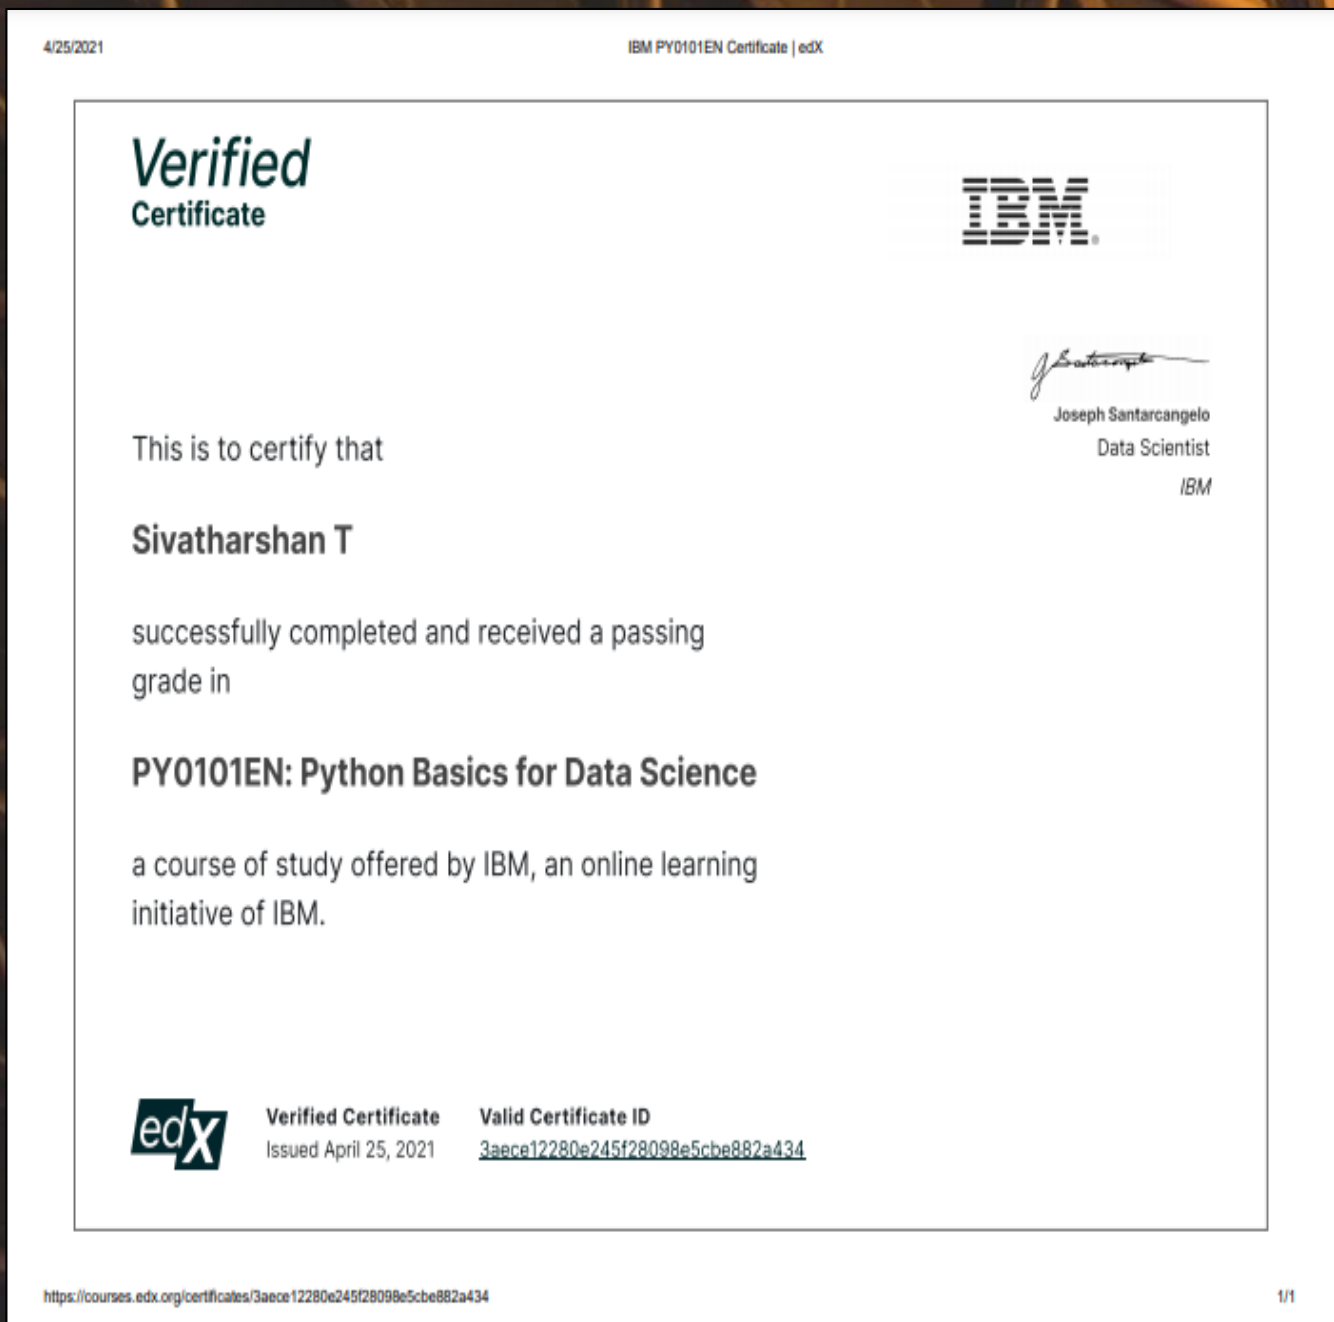 4/25/2021
IBM PY0101EN Certificate | edX
Verified
Certificate
IBM®
Joseph Santarcangelo
Data Scientist
IBM
This is to certify that
Sivatharshan T
successfully completed and received a passing
grade in
PY0101EN: Python Basics for Data Science
a course of study offered by IBM, an online learning
initiative of IBM.
edX
Verified Certificate
Issued April 25, 2021
Valid Certificate ID
3aece12280e245f28098e5cbe882a434
https://courses.edx.org/certificates/3aece12280e245f28098e5cbe882a434
1/1